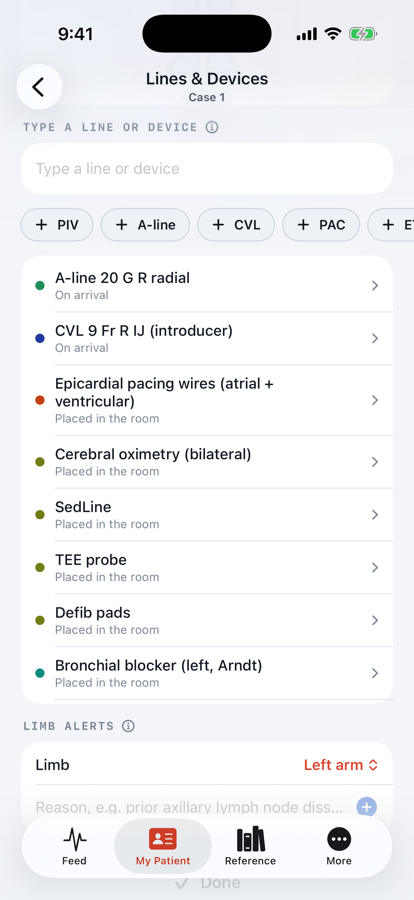 9:41
Lines & Devices
Case 1
TYPE A LINE OR DEVICE
Type a line or device
+ PIV
+ A-line
+ CVL
+ PAC
+ ET
A-line 20 G R radial
On arrival
CVL 9 Fr R IJ (introducer)
On arrival
Epicardial pacing wires (atrial +
ventricular)
Placed in the room
Cerebral oximetry (bilateral)
Placed in the room
SedLine
Placed in the room
TEE probe
Placed in the room
Defib pads
Placed in the room
Bronchial blocker (left, Arndt)
Placed in the room
LIMB ALERTS
Limb
Left arm
Reason, e.g. prior axillary lymph node diss...
Feed
My Patient
Reference
More
Done